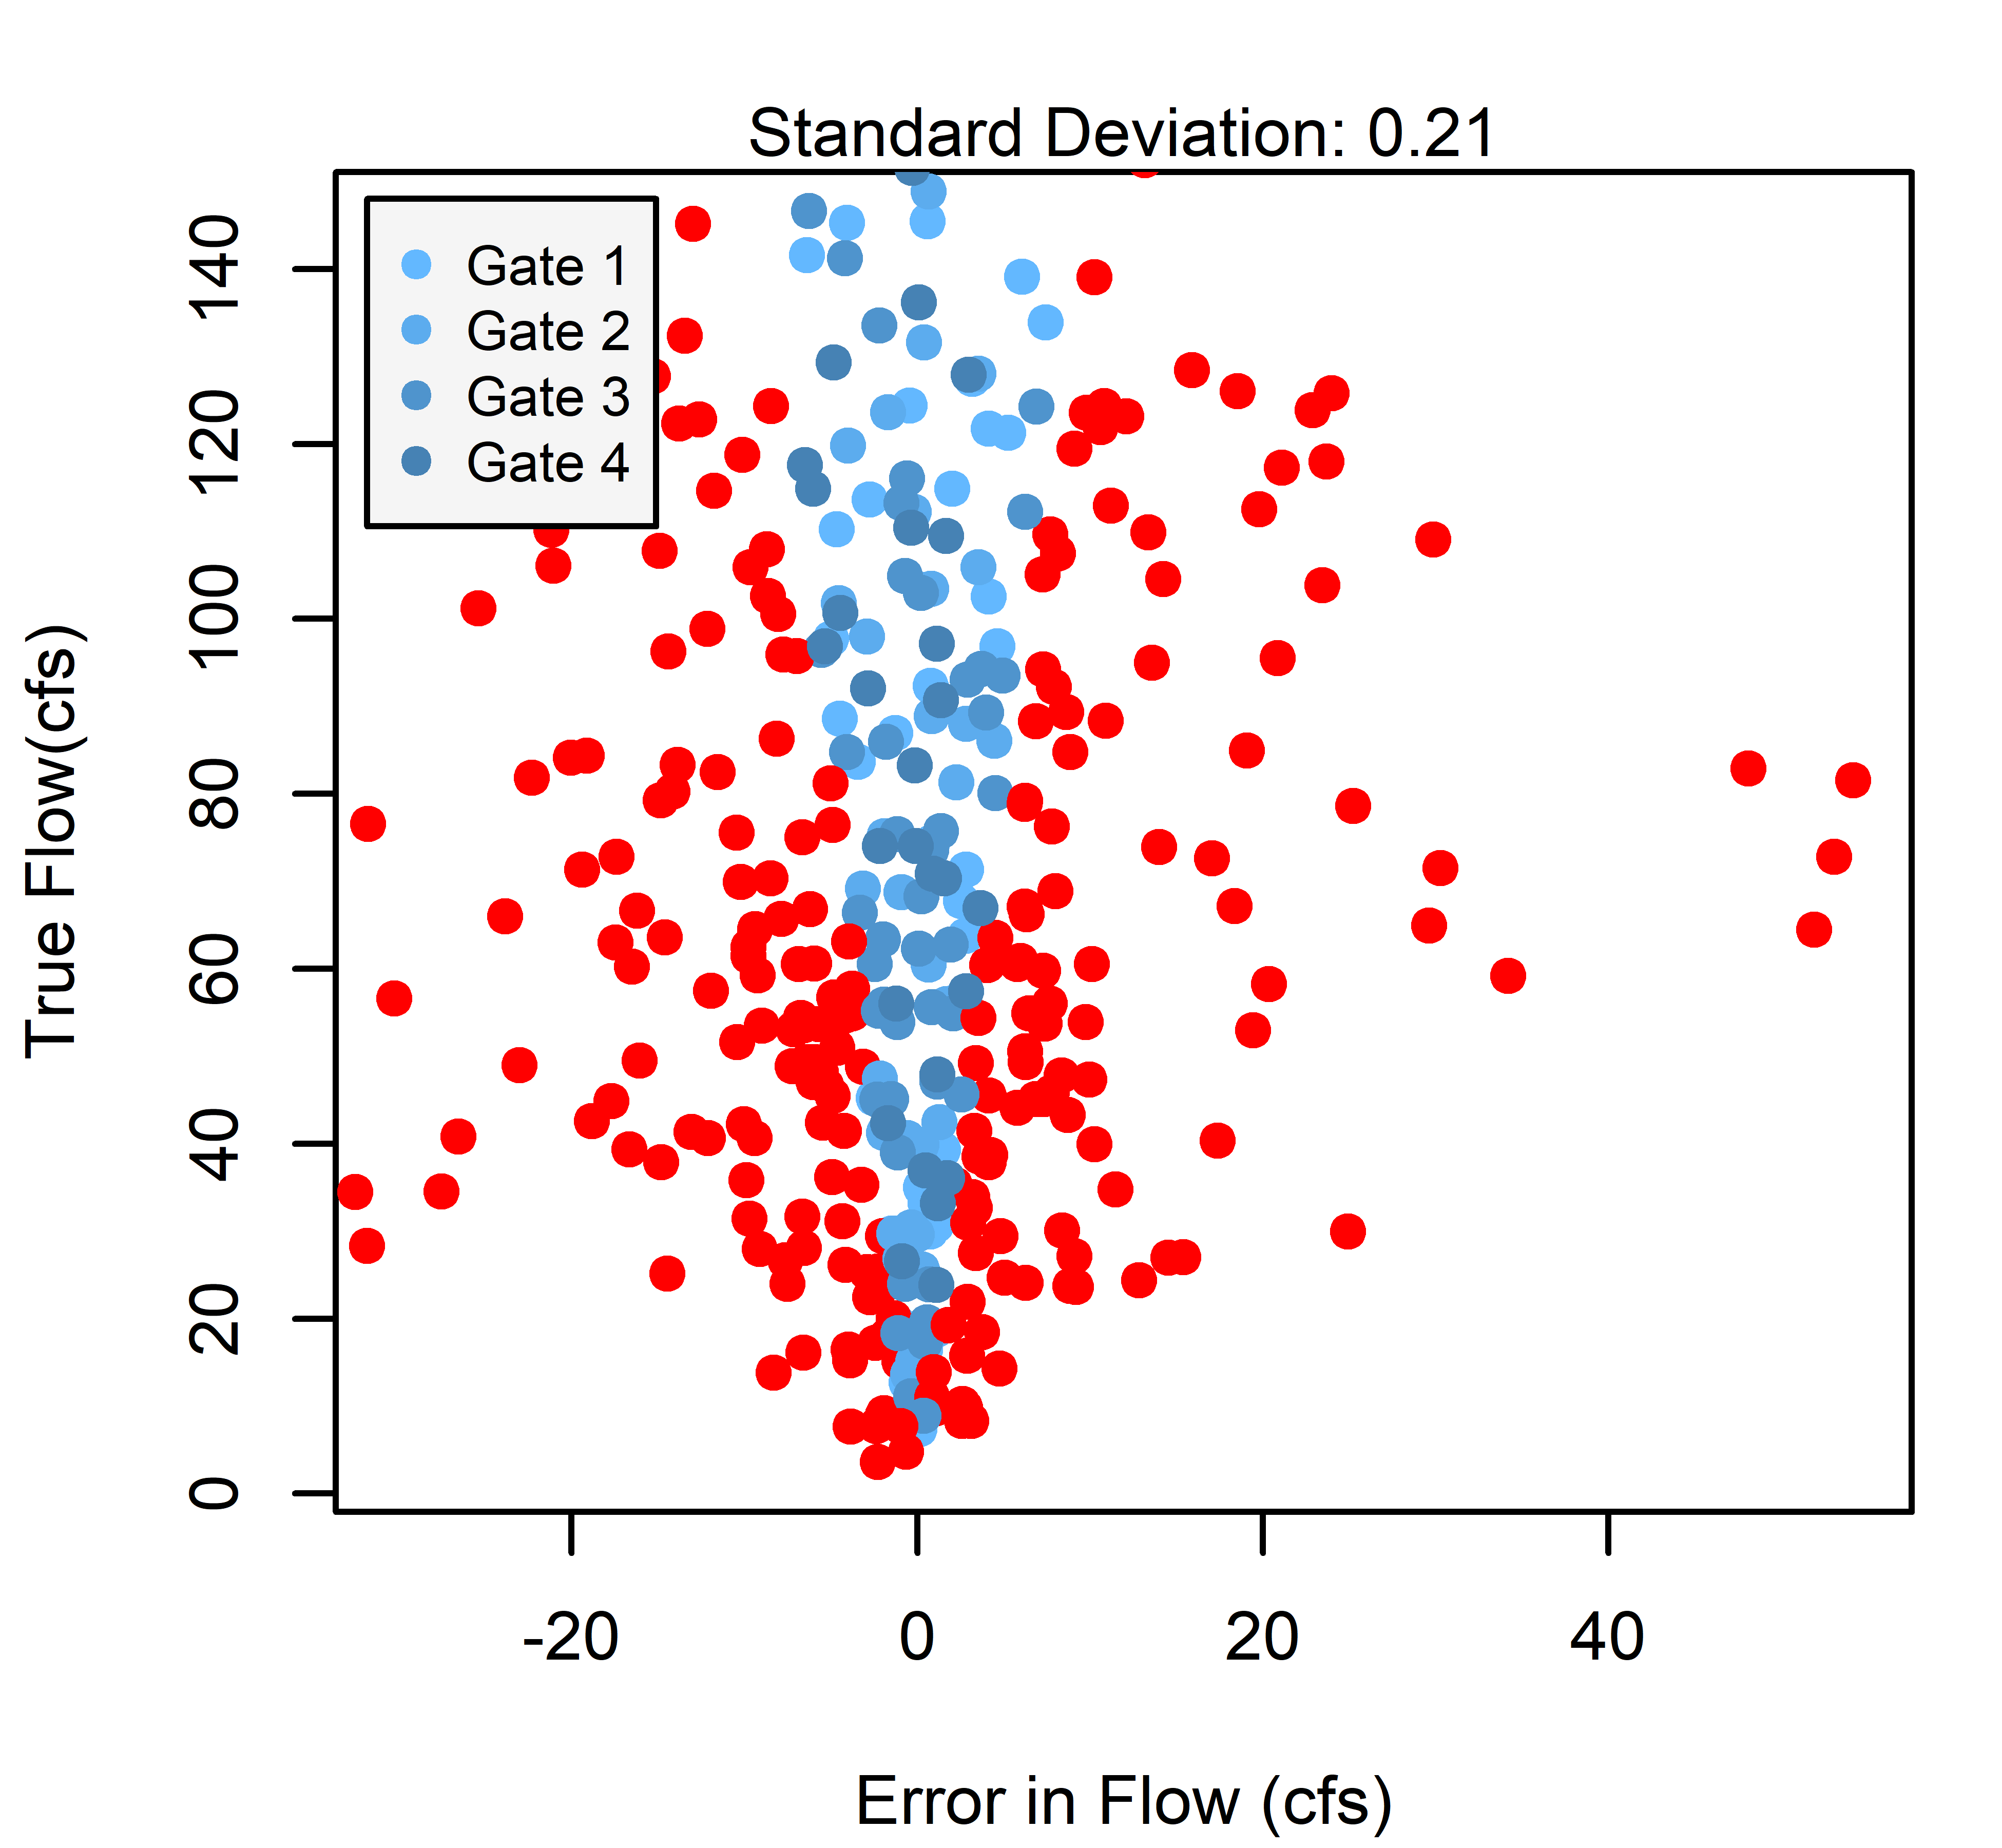 Standard Deviation: 0.21
Gate 1
Gate 2
Gate 3
Gate 4
True Flow(cfs)
140
120
100
80
60
40
20
0
-20 0 20 40
Error in Flow (cfs)